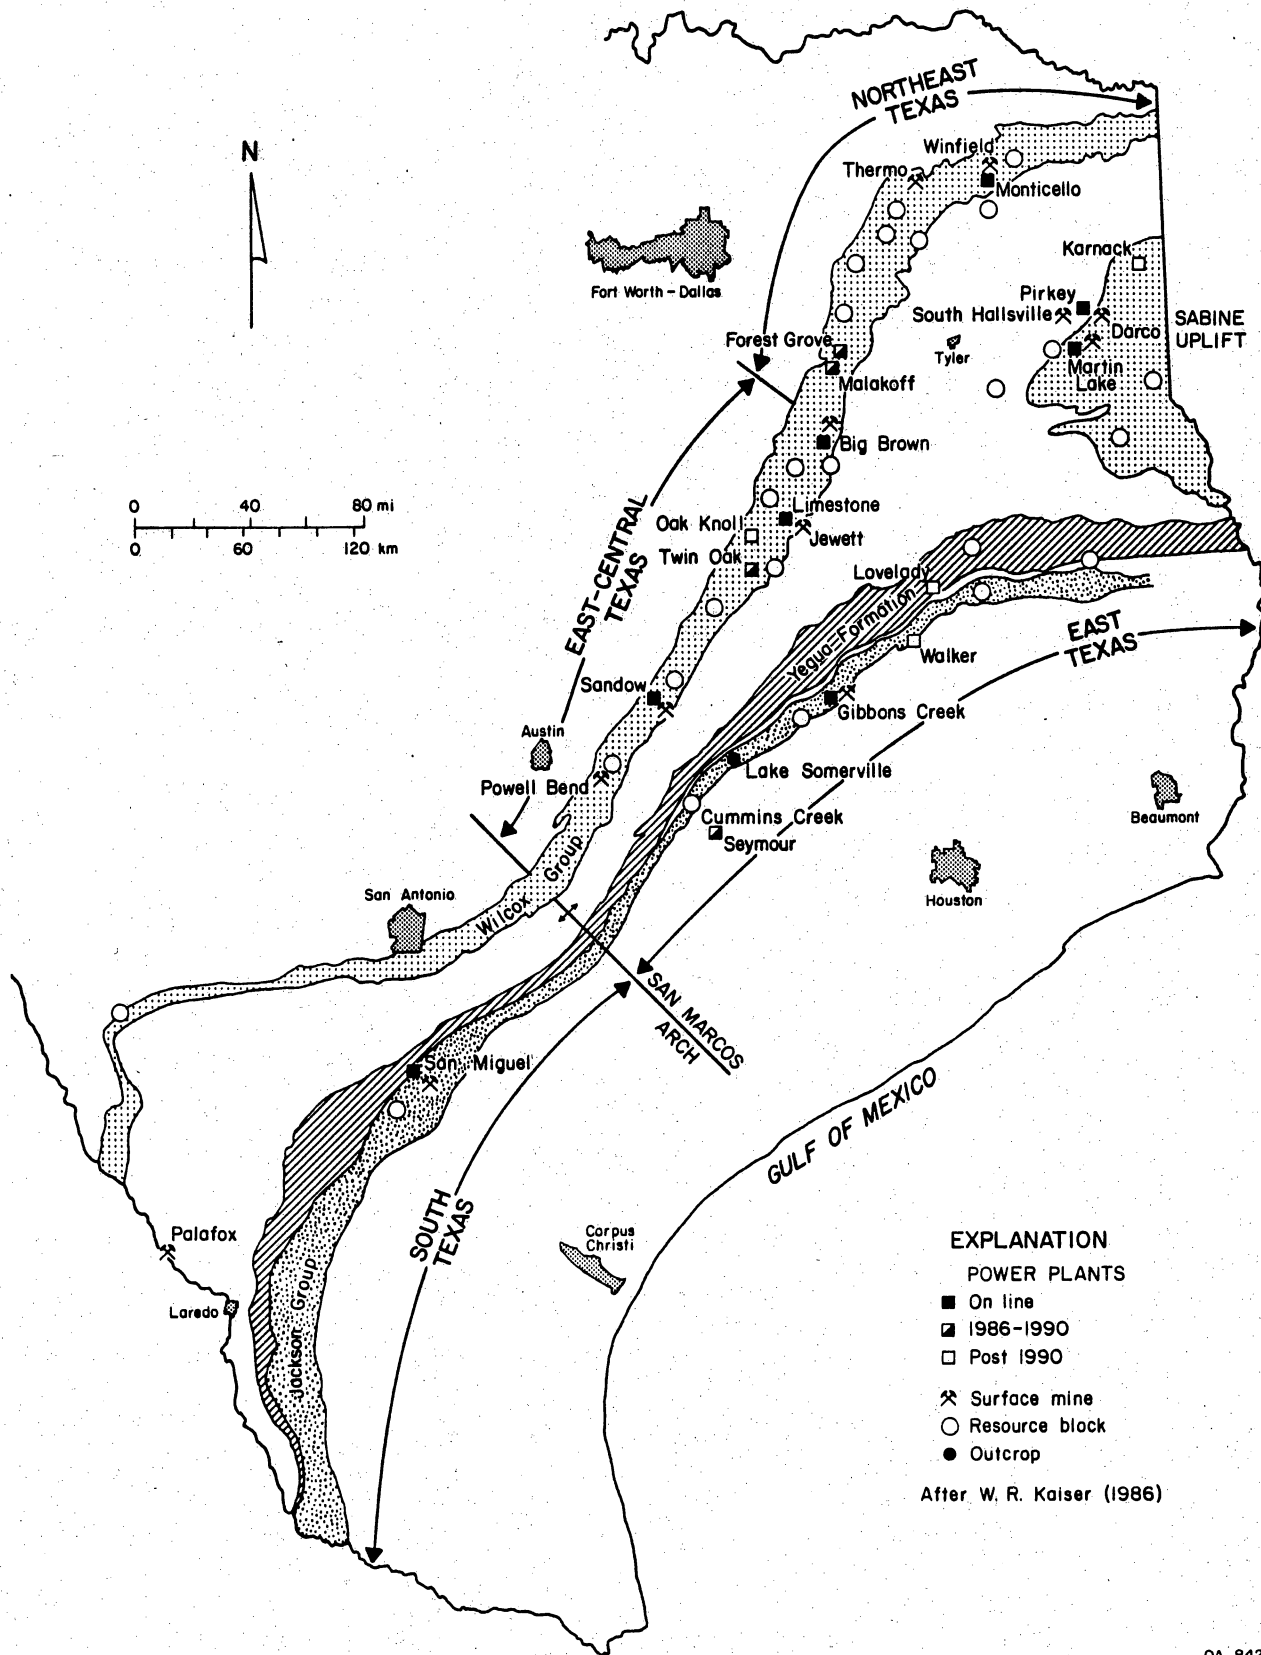 NORTHEAST
TEXAS
N
Winfield
Thermo
Monticello
Fort Worth - Dallas
Karnack
Pirkey
South Hallsville
Darco
SABINE
UPLIFT
Tyler
Martin
Lake
Forest Grove
Malakoff
Big Brown
0 40 80 mi
0 60 120 km
Limestone
Oak Knoll
Jewett
Twin Oak
EAST-CENTRAL
TEXAS
Lovelady
Yegua Formation
EAST
TEXAS
Walker
Sandow
Gibbons Creek
Austin
Lake Somerville
Powell Bend
Cummins Creek
Seymour
Beaumont
Houston
San Antonio
Wilcox Group
SAN MARCOS
ARCH
San Miguel
GULF OF MEXICO
SOUTH
TEXAS
Corpus
Christi
Palafox
Laredo
Jackson Group
EXPLANATION
POWER PLANTS
On line
1986-1990
Post 1990
Surface mine
Resource block
Outcrop
After W. R. Kaiser (1986)